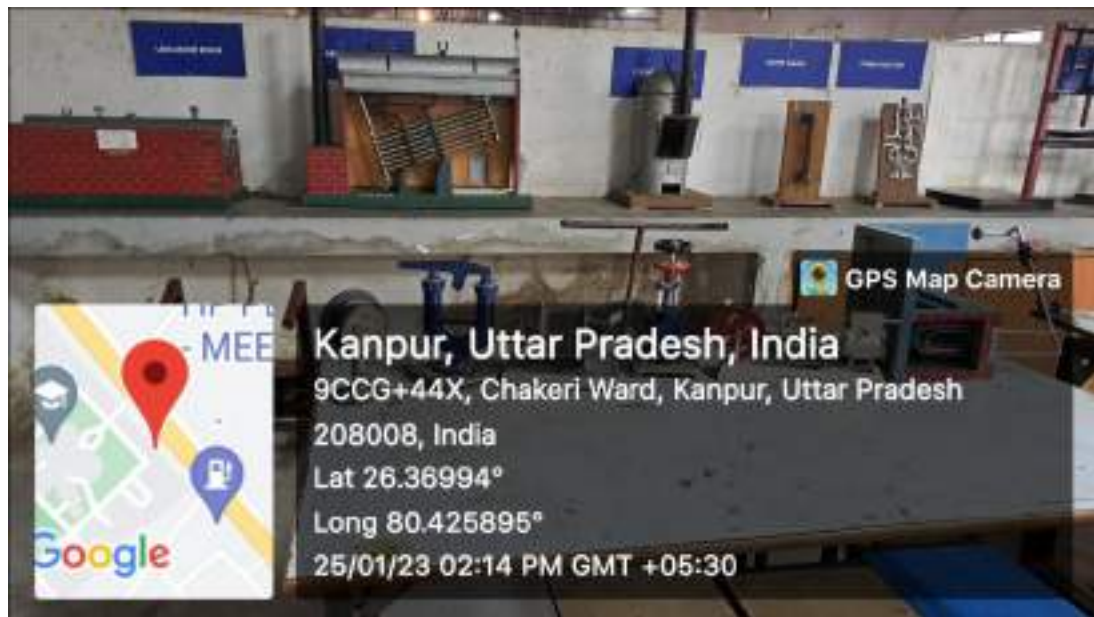 GPS Map Camera
MEE
Google
Kanpur, Uttar Pradesh, India
9CCG+44X, Chakeri Ward, Kanpur, Uttar Pradesh
208008, India
Lat 26.36994°
Long 80.425895°
25/01/23 02:14 PM GMT +05:30